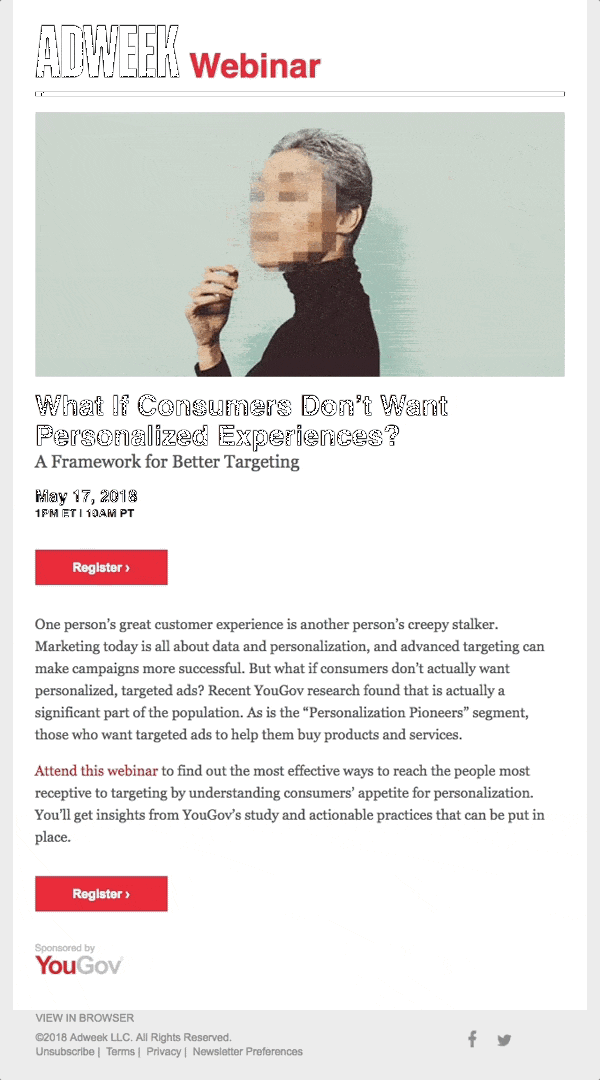 ADWEEK Webinar
What If Consumers Don’t Want
Personalized Experiences?
A Framework for Better Targeting
May 17, 2018
1PM ET | 10AM PT
Register ›
One person’s great customer experience is another person’s creepy stalker.
Marketing today is all about data and personalization, and advanced targeting can
make campaigns more successful. But what if consumers don’t actually want
personalized, targeted ads? Recent YouGov research found that is actually a
significant part of the population. As is the “Personalization Pioneers” segment,
those who want targeted ads to help them buy products and services.
Attend this webinar to find out the most effective ways to reach the people most
receptive to targeting by understanding consumers’ appetite for personalization.
You’ll get insights from YouGov’s study and actionable practices that can be put in
place.
Register ›
Sponsored by
YouGov
VIEW IN BROWSER
©2018 Adweek LLC. All Rights Reserved.
Unsubscribe | Terms | Privacy | Newsletter Preferences